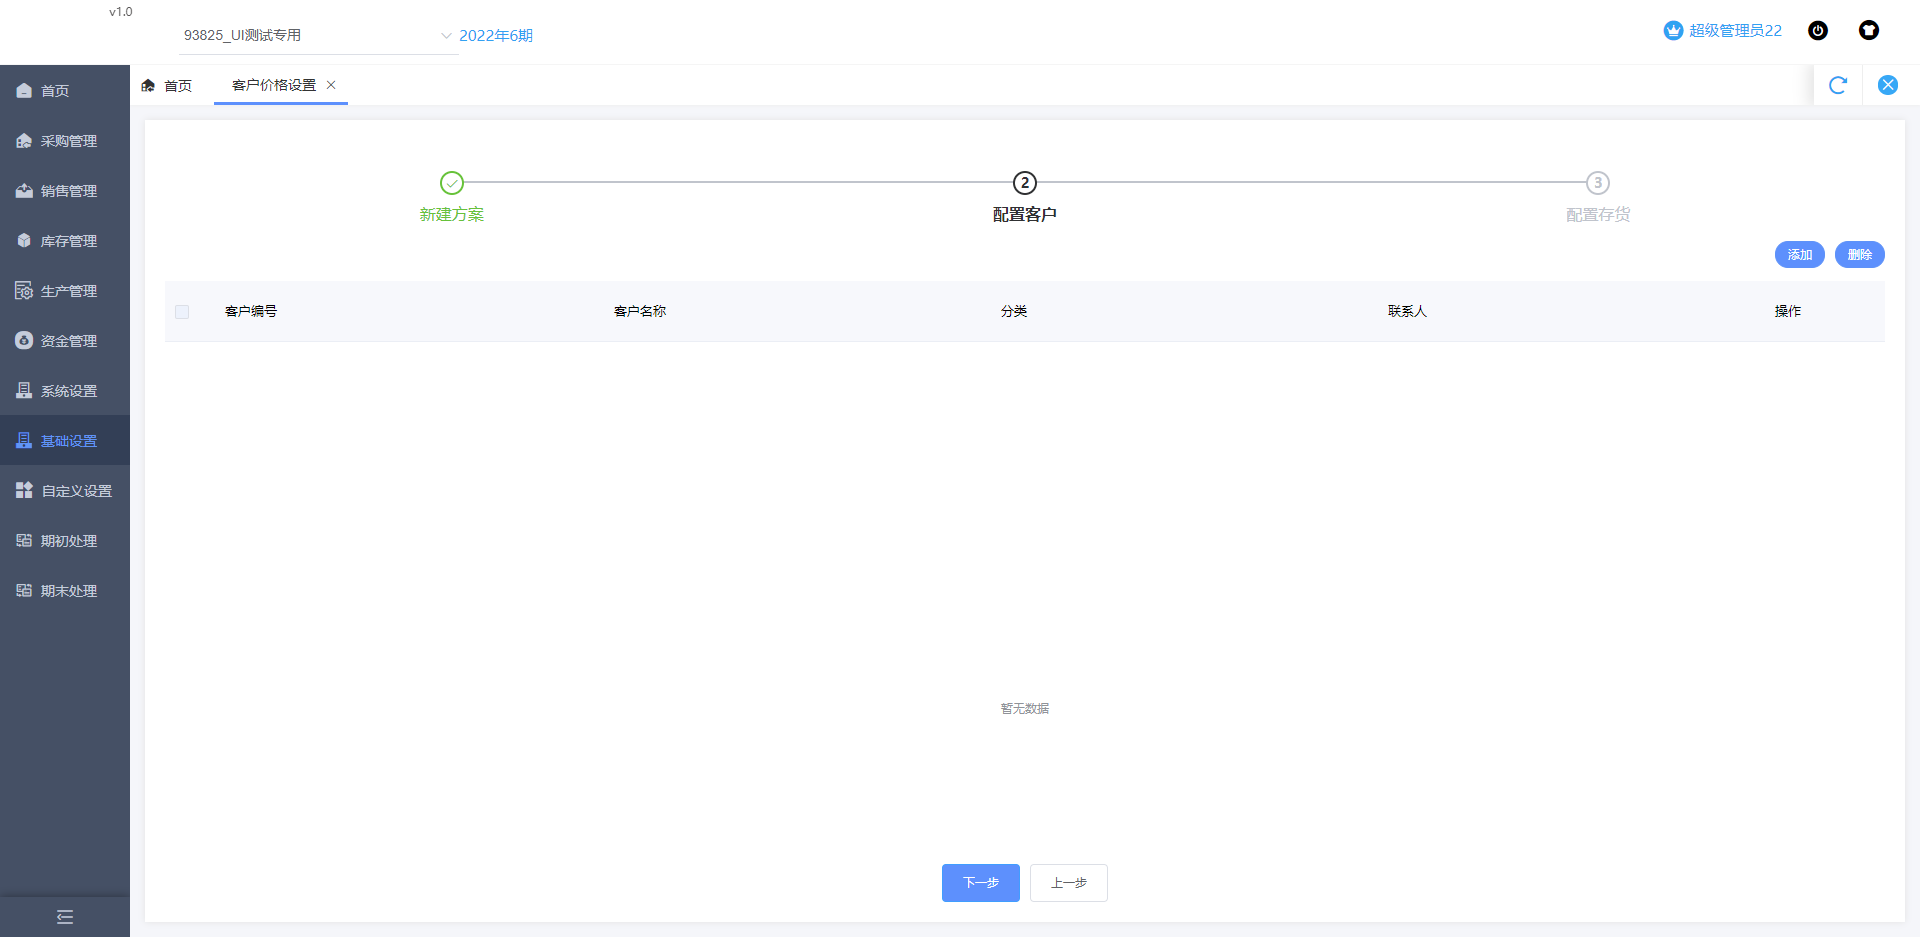 v1.0
93825_UI测试专用
2022年6期
超级管理员22
首页
采购管理
销售管理
库存管理
生产管理
资金管理
系统设置
基础设置
自定义设置
期初处理
期末处理
首页
客户价格设置
2
3
新建方案
配置客户
配置存货
添加
删除
客户编号
客户名称
分类
联系人
操作
暂无数据
下一步
上一步